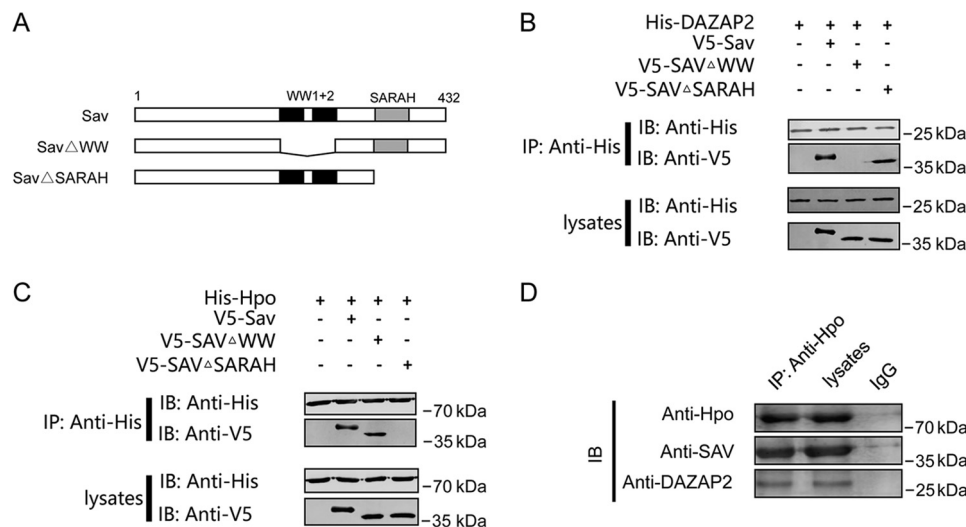 A
1 WW1+2 SARAH 432
Sav
Sav△WW
Sav△SARAH
B
His-DAZAP2 + + + +
V5-Sav - + - -
V5-SAV△WW - - + -
V5-SAV△SARAH - - - +
IP: Anti-His
IB: Anti-His -25 kDa
IB: Anti-V5 -35 kDa
lysates
IB: Anti-His -25 kDa
IB: Anti-V5 -35 kDa
C
His-Hpo + + + +
V5-Sav - + - -
V5-SAV△WW - - + -
V5-SAV△SARAH - - - +
IP: Anti-His
IB: Anti-His -70 kDa
IB: Anti-V5 -35 kDa
lysates
IB: Anti-His -70 kDa
IB: Anti-V5 -35 kDa
D
IP: Anti-Hpo lysates IgG
IB
Anti-Hpo -70 kDa
Anti-SAV -35 kDa
Anti-DAZAP2 -25 kDa